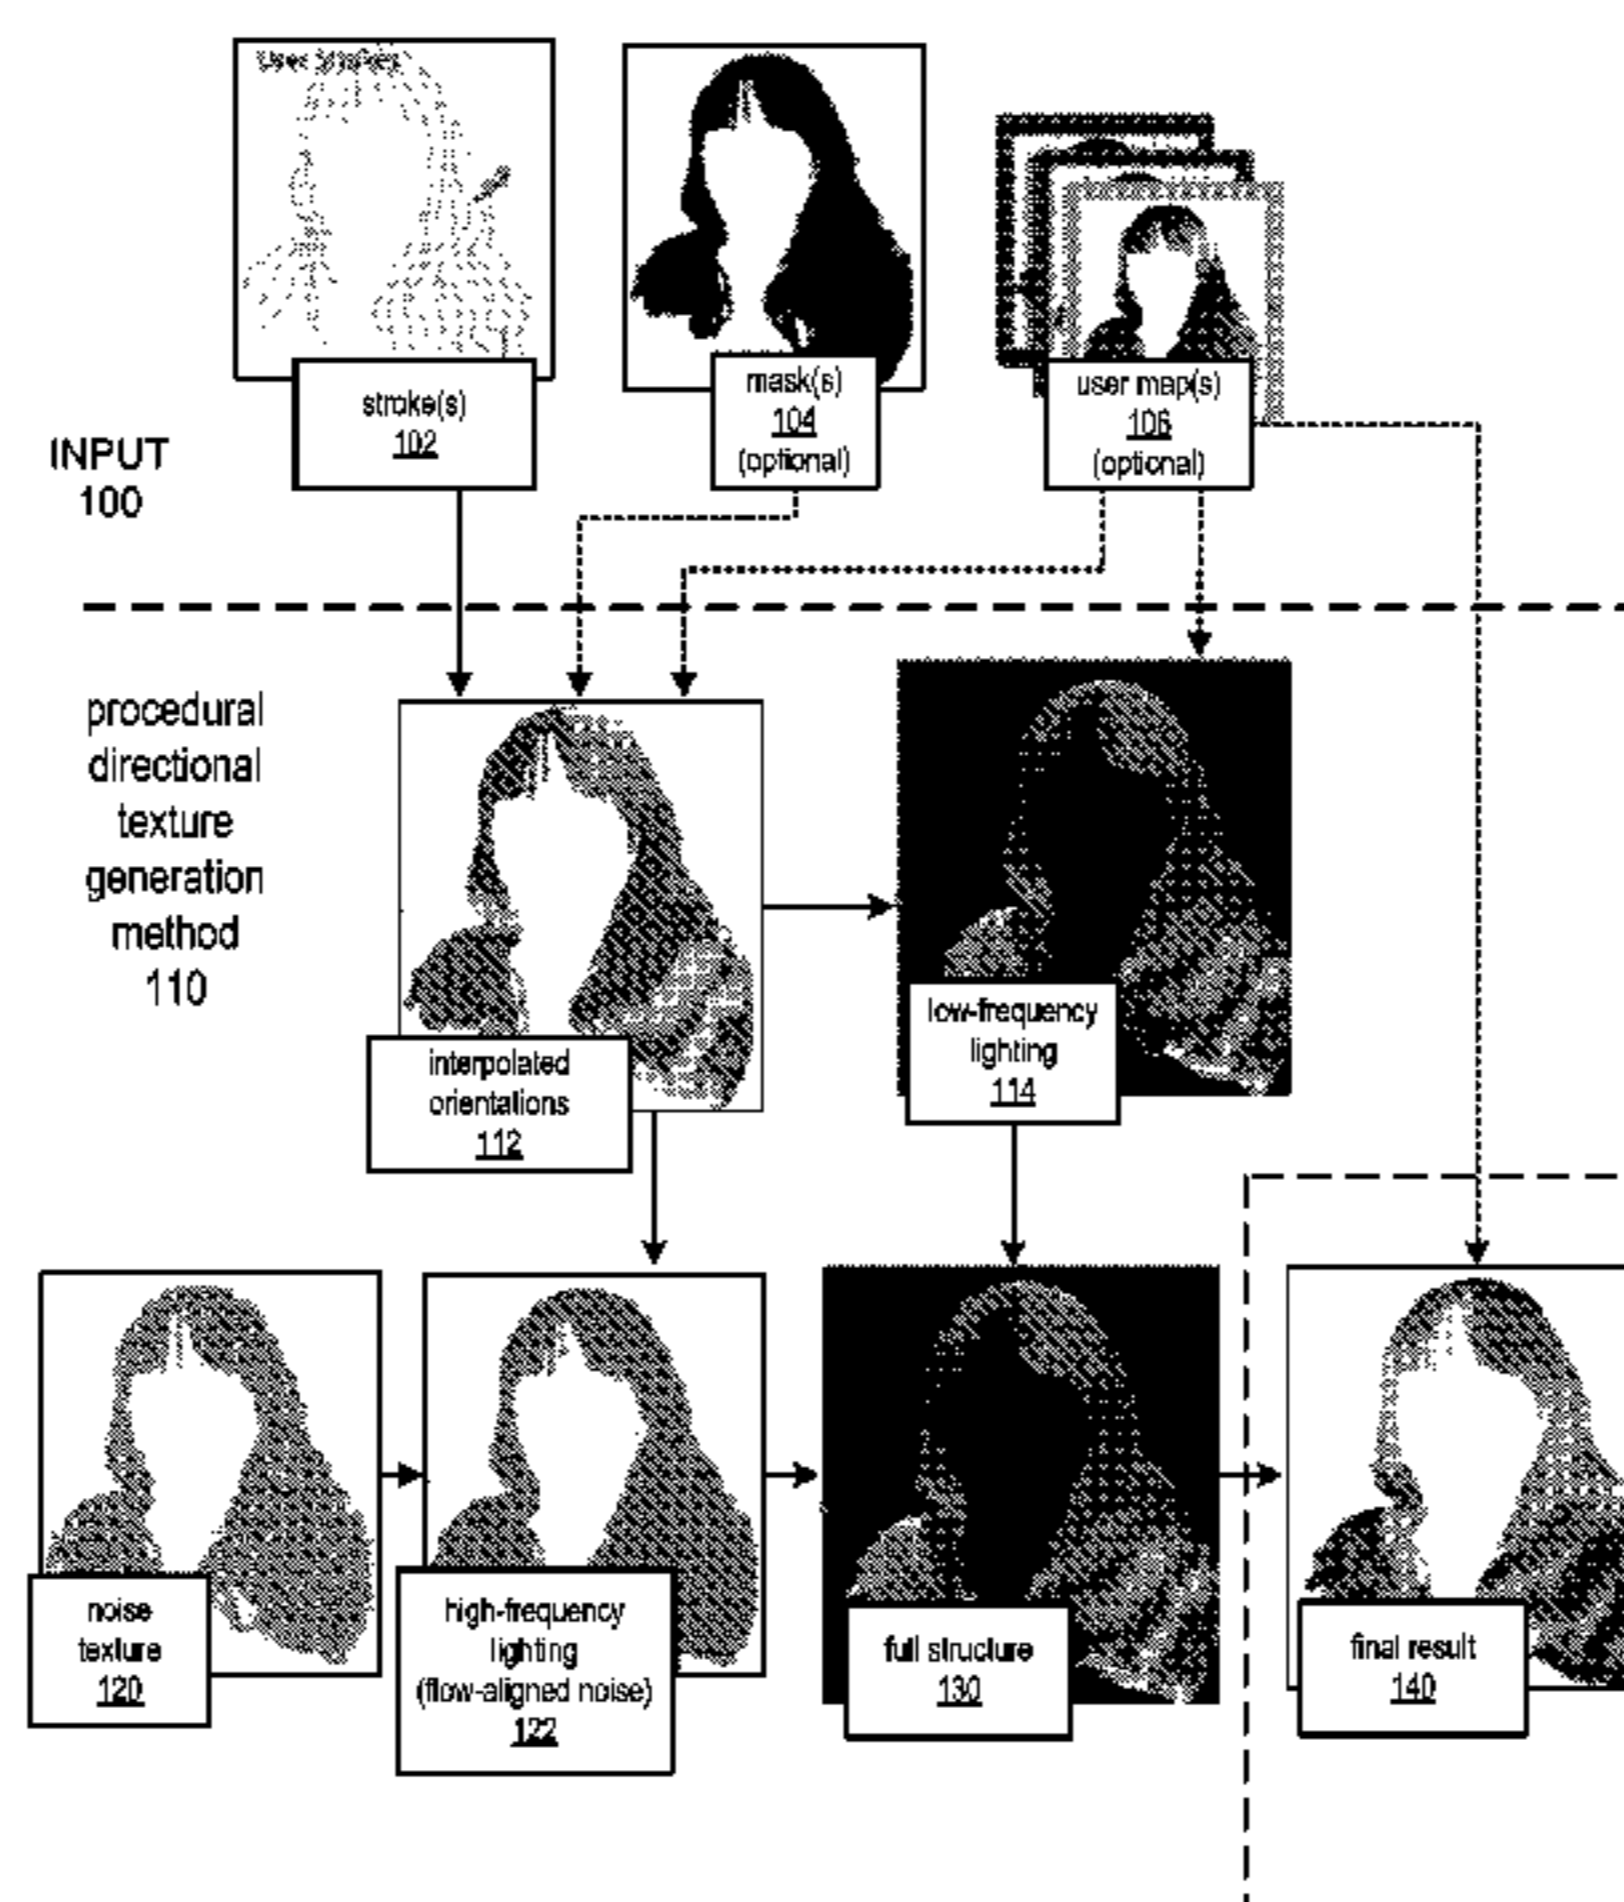 User Strokes
stroke(s)
102
mask(s)
104
(optional)
user map(s)
106
(optional)
INPUT
100
procedural
directional
texture
generation
method
110
interpolated
orientations
112
low-frequency
lighting
114
noise
texture
120
high-frequency
lighting
(flow-aligned noise)
122
full structure
130
final result
140